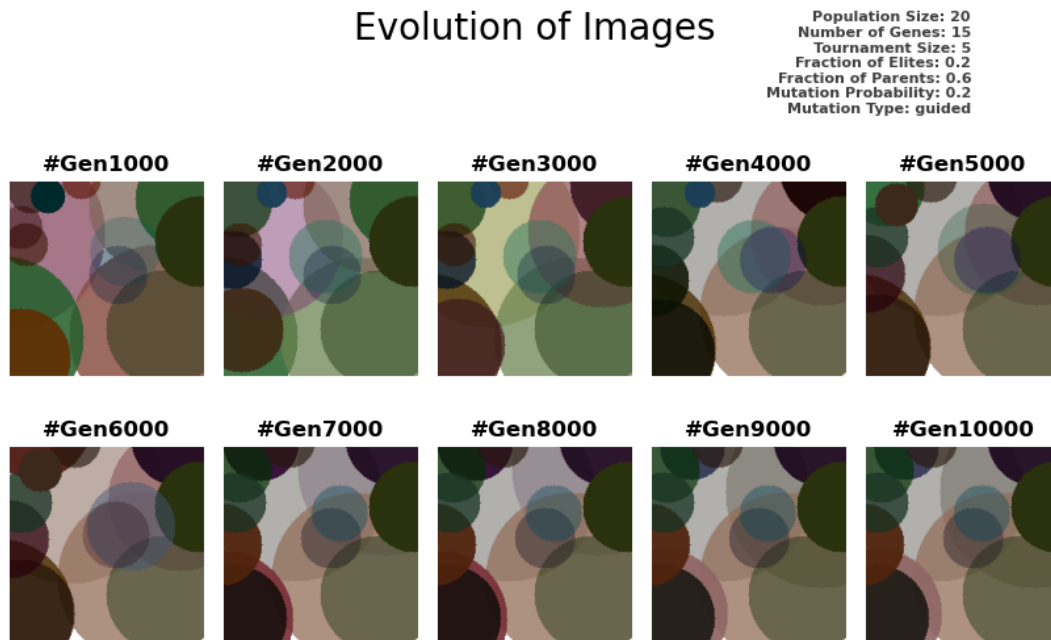 Evolution of Images
Population Size: 20
Number of Genes: 15
Tournament Size: 5
Fraction of Elites: 0.2
Fraction of Parents: 0.6
Mutation Probability: 0.2
Mutation Type: guided
#Gen1000 #Gen2000 #Gen3000 #Gen4000 #Gen5000
#Gen6000 #Gen7000 #Gen8000 #Gen9000 #Gen10000